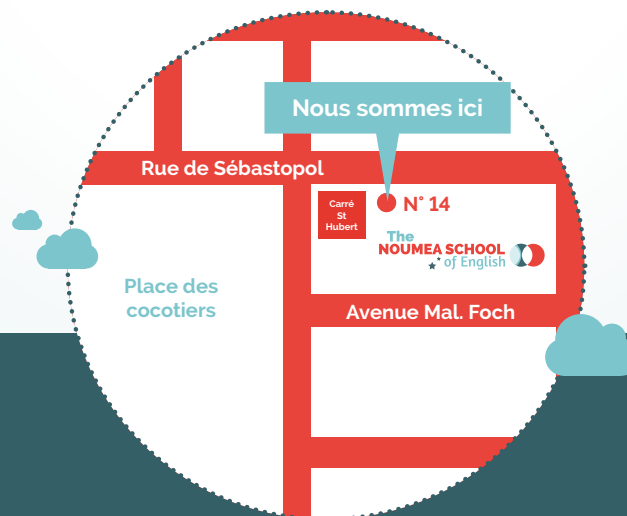 Nous sommes ici
Rue de Sébastopol
Carré
St
Hubert
N° 14
The
NOUMEA SCHOOL
of English
Place des
cocotiers
Avenue Mal. Foch